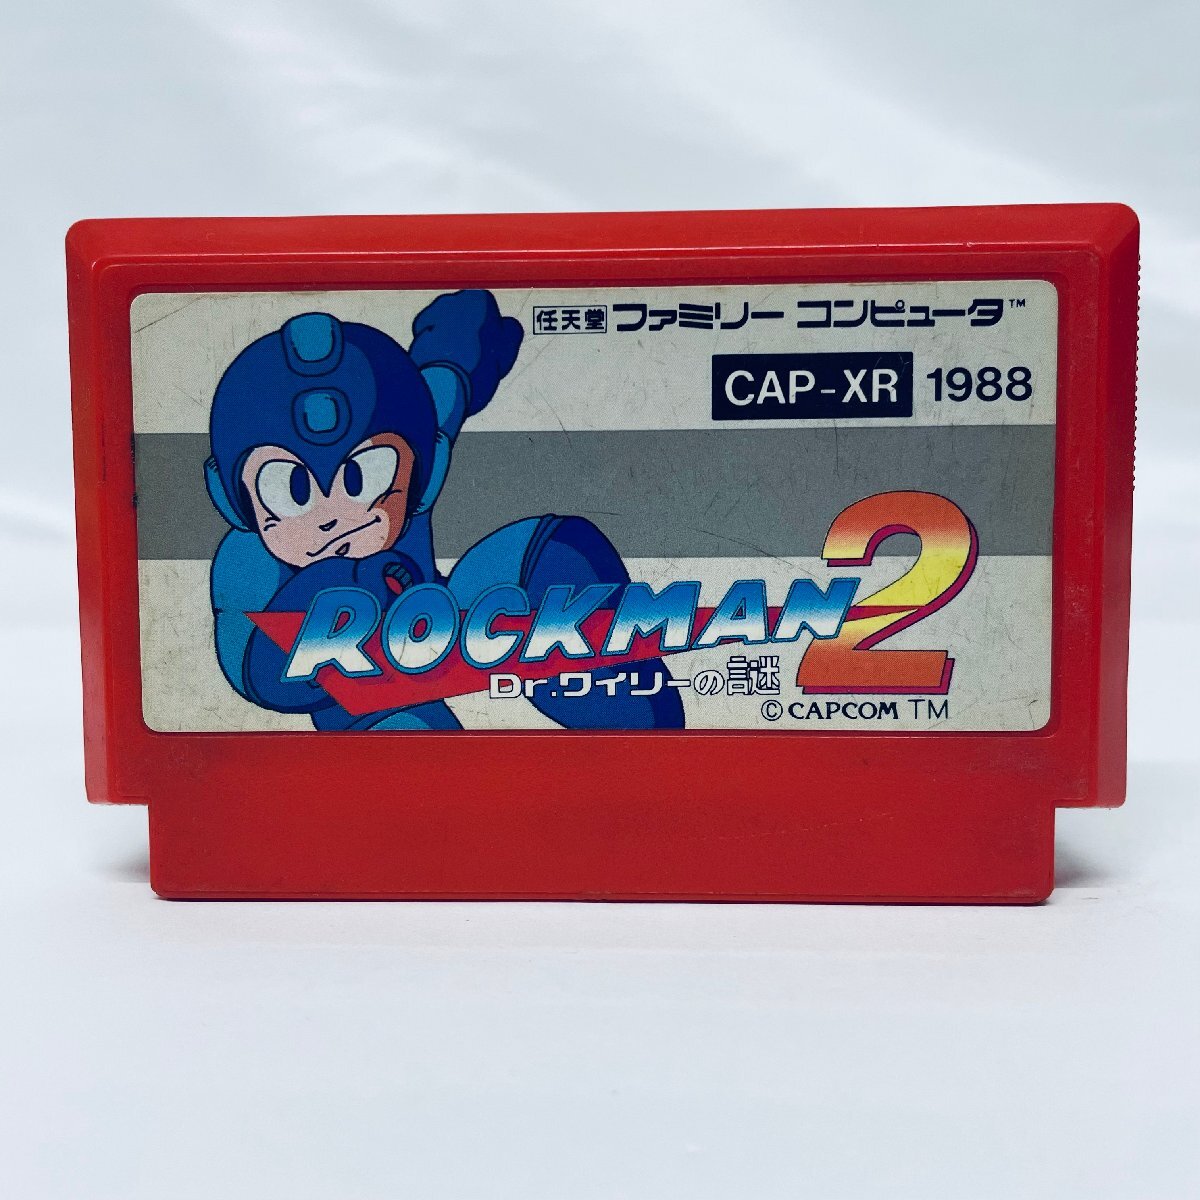 任天堂 ファミリー コンピュータ™
CAP-XR 1988
ROCKMAN 2
Dr.ワイリーの謎
© CAPCOM TM